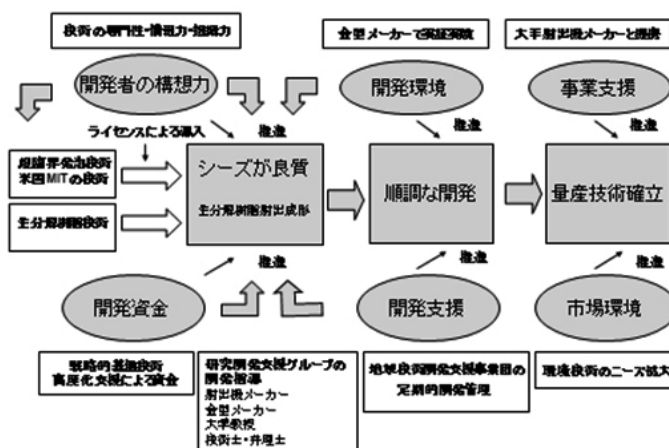 技術の専門性・構想力・組織力
金型メーカーで実証実験
大手射出機メーカーと提携
開発者の構想力
開発環境
事業支援
ライセンスによる導入
推進
推進
推進
超臨界発泡技術
米国MITの技術
生分解樹脂技術
シーズが良質
生分解樹脂射出成形
順調な開発
量産技術確立
推進
推進
推進
開発資金
開発支援
市場環境
戦略的基盤技術
高度化支援による資金
研究開発支援グループの
開発指導
射出機メーカー
金型メーカー
大学教授
技術士・弁理士
地域技術開発支援事業団の
定期的開発管理
環境技術のニーズ拡大